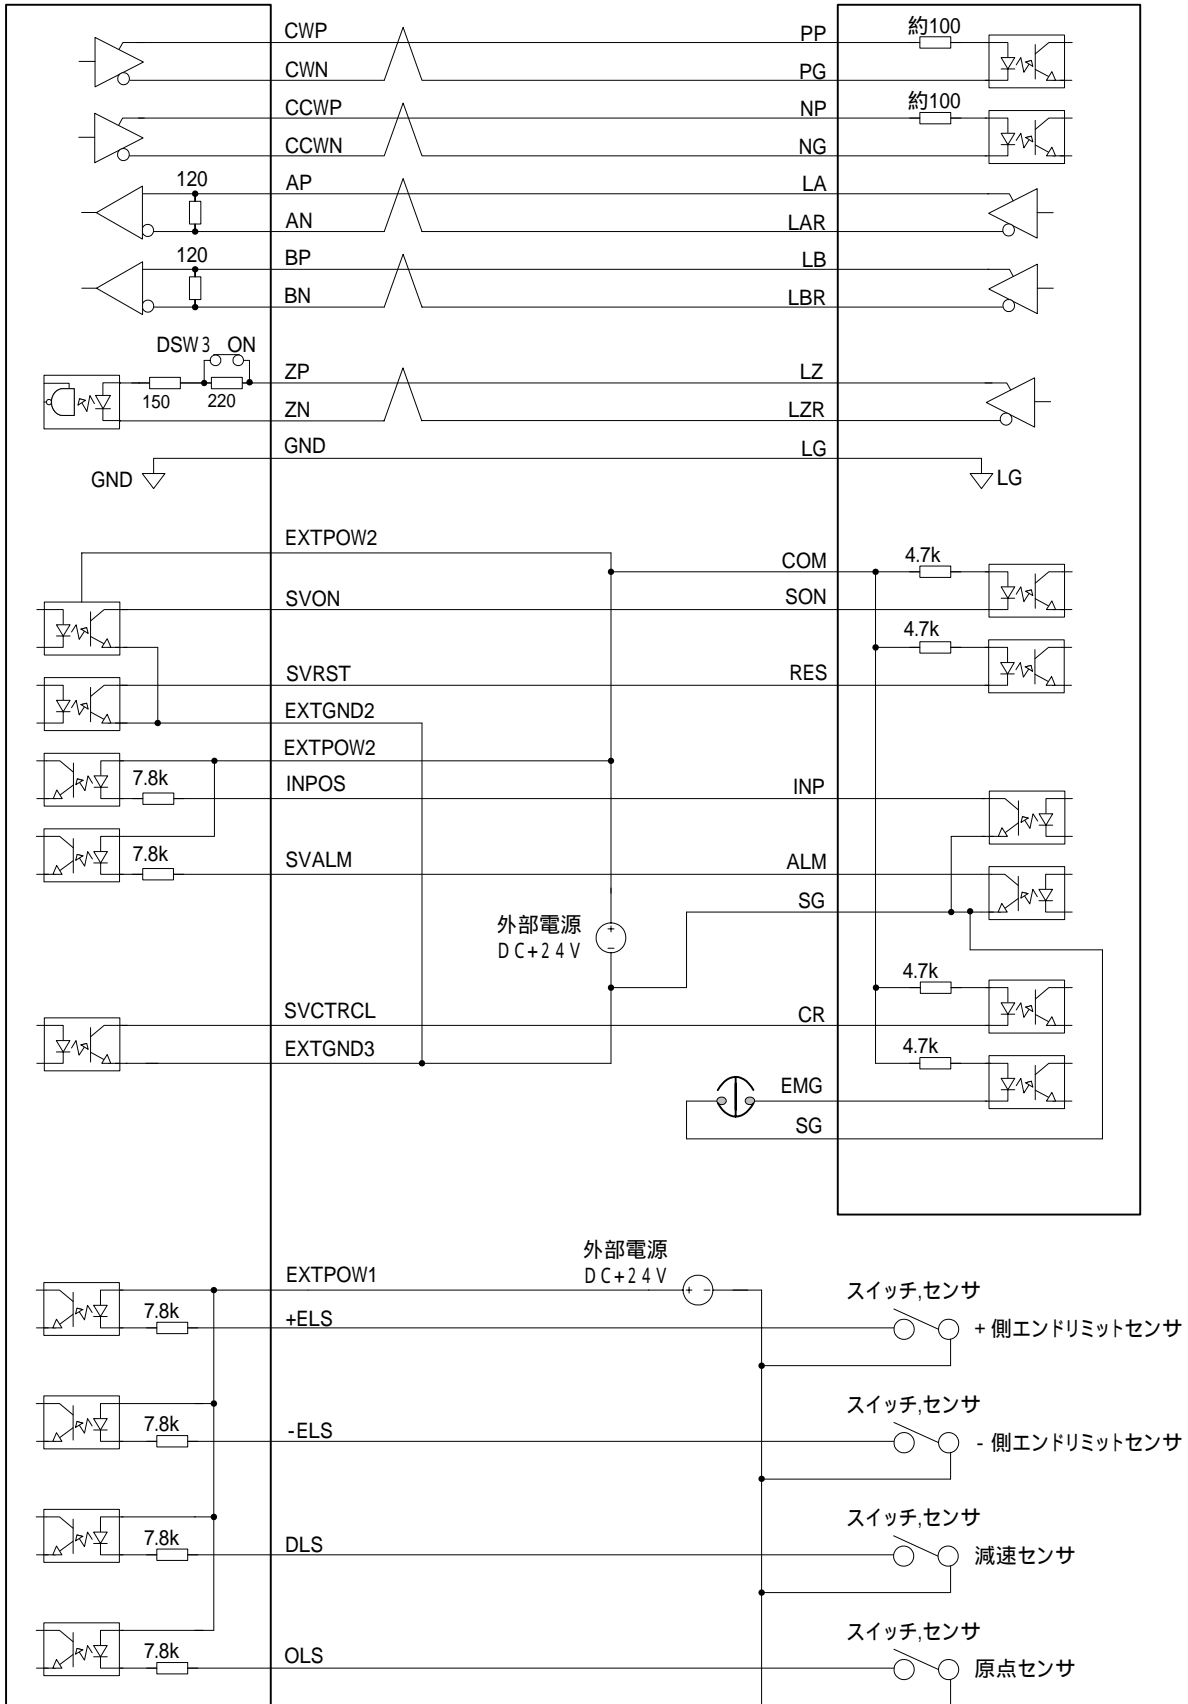 CWP PP 約100
CWN PG
CCWP NP 約100
CCWN NG
120 AP LA
AN LAR
120 BP LB
BN LBR
DSW3 ON
ZP LZ
150 220
ZN LZR
GND LG
GND LG
EXTPOW2
COM 4.7k
SVON SON
4.7k
SVRST RES
EXTGND2
EXTPOW2
7.8k INPOS INP
7.8k SVALM ALM
SG
外部電源
DC+24V
+
-
4.7k
SVCTRCL CR
4.7k
EXTGND3
EMG
SG
外部電源
DC+24V
+ -
EXTPOW1
スイッチ,センサ
7.8k +ELS +側エンドリミットセンサ
スイッチ,センサ
7.8k -ELS -側エンドリミットセンサ
スイッチ,センサ
7.8k DLS 減速センサ
スイッチ,センサ
7.8k OLS 原点センサ